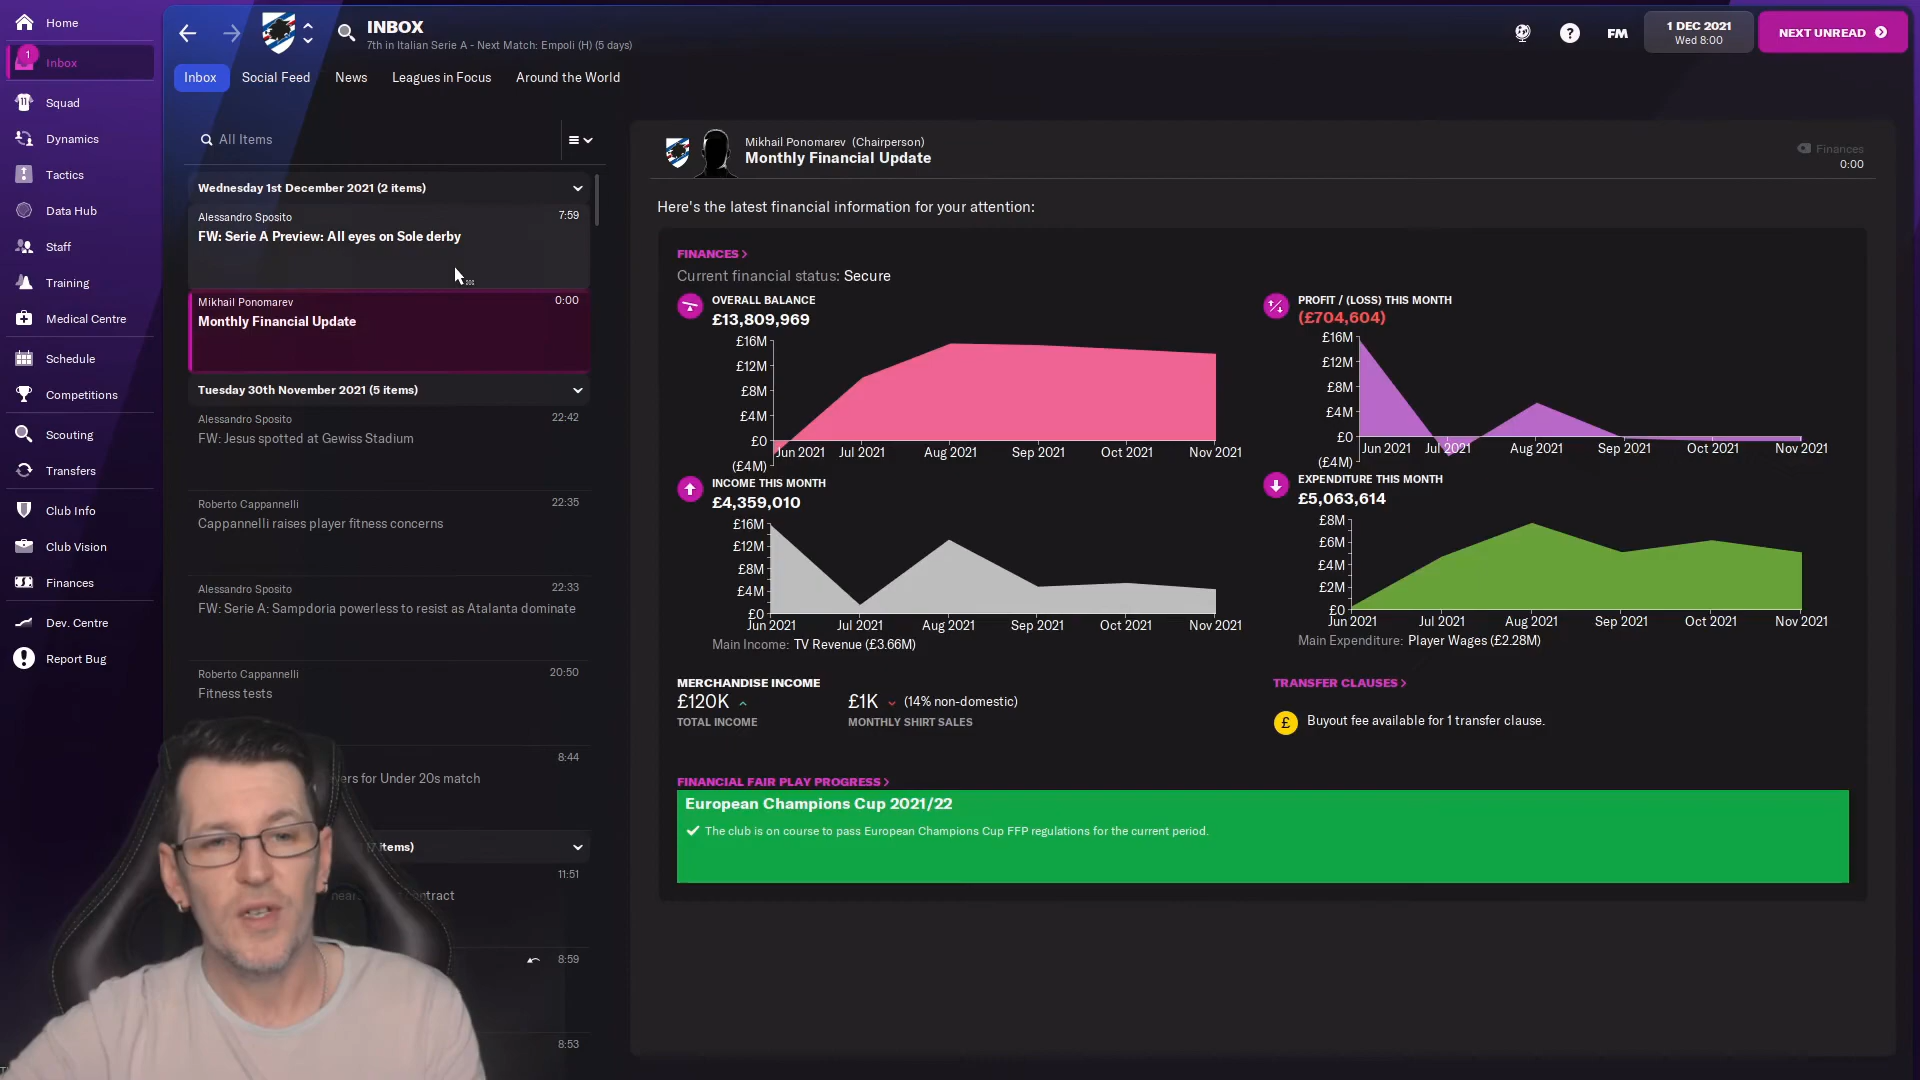 Home
1
Inbox
Squad
Dynamics
Tactics
Data Hub
Staff
Training
Medical Centre
Schedule
Competitions
Scouting
Transfers
Club Info
Club Vision
Finances
Dev. Centre
Report Bug
INBOX
7th in Italian Serie A - Next Match: Empoli (H) (5 days)
FM
1 DEC 2021
Wed 8:00
NEXT UNREAD
Inbox
Social Feed
News
Leagues in Focus
Around the World
All Items
Wednesday 1st December 2021 (2 items)
Alessandro Sposito 7:59
FW: Serie A Preview: All eyes on Sole derby
Mikhail Ponomarev 0:00
Monthly Financial Update
Tuesday 30th November 2021 (5 items)
Alessandro Sposito 22:42
FW: Jesus spotted at Gewiss Stadium
Roberto Cappannelli 22:35
Cappannelli raises player fitness concerns
Alessandro Sposito 22:33
FW: Serie A: Sampdoria powerless to resist as Atalanta dominate
Roberto Cappannelli 20:50
Fitness tests
8:44
for Under 20s match
items)
11:51
8:59
8:53
Mikhail Ponomarev (Chairperson)
Monthly Financial Update
Finances
0:00
Here's the latest financial information for your attention:
FINANCES >
Current financial status: Secure
OVERALL BALANCE
£13,809,969
£16M
£12M
£8M
£4M
£0
(£4M)
Jun 2021 Jul 2021 Aug 2021 Sep 2021 Oct 2021 Nov 2021
PROFIT / (LOSS) THIS MONTH
(£704,604)
£16M
£12M
£8M
£4M
£0
(£4M)
Jun 2021 Jul 2021 Aug 2021 Sep 2021 Oct 2021 Nov 2021
INCOME THIS MONTH
£4,359,010
£16M
£12M
£8M
£4M
£0
Jun 2021 Jul 2021 Aug 2021 Sep 2021 Oct 2021 Nov 2021
Main Income: TV Revenue (£3.66M)
EXPENDITURE THIS MONTH
£5,063,614
£8M
£6M
£4M
£2M
£0
Jun 2021 Jul 2021 Aug 2021 Sep 2021 Oct 2021 Nov 2021
Main Expenditure: Player Wages (£2.28M)
MERCHANDISE INCOME
£120K
TOTAL INCOME
£1K (14% non-domestic)
MONTHLY SHIRT SALES
TRANSFER CLAUSES >
£ Buyout fee available for 1 transfer clause.
FINANCIAL FAIR PLAY PROGRESS >
European Champions Cup 2021/22
The club is on course to pass European Champions Cup FFP regulations for the current period.